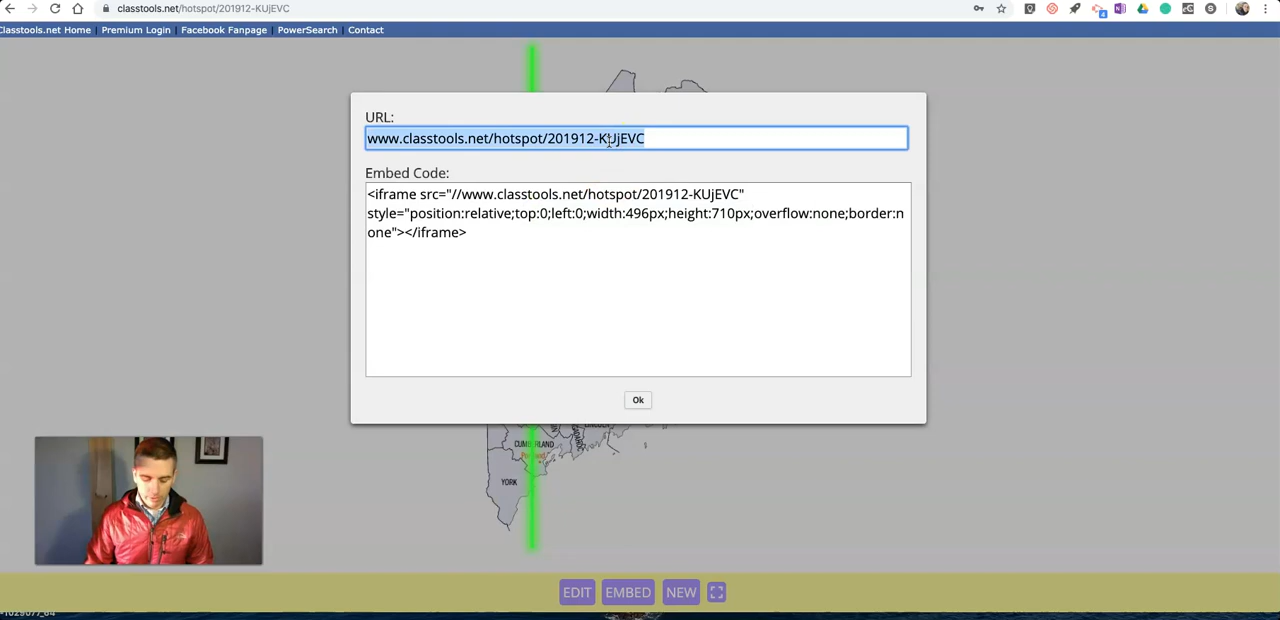 classtools.net/hotspot/201912-KUjEVC
Classtools.net Home | Premium Login | Facebook Fanpage | PowerSearch | Contact
URL:
www.classtools.net/hotspot/201912-KUjEVC
Embed Code:
<iframe src="//www.classtools.net/hotspot/201912-KUjEVC"
style="position:relative;top:0;left:0;width:496px;height:710px;overflow:none;border:n
one"></iframe>
Ok
CUMBERLAND
YORK
EDIT EMBED NEW